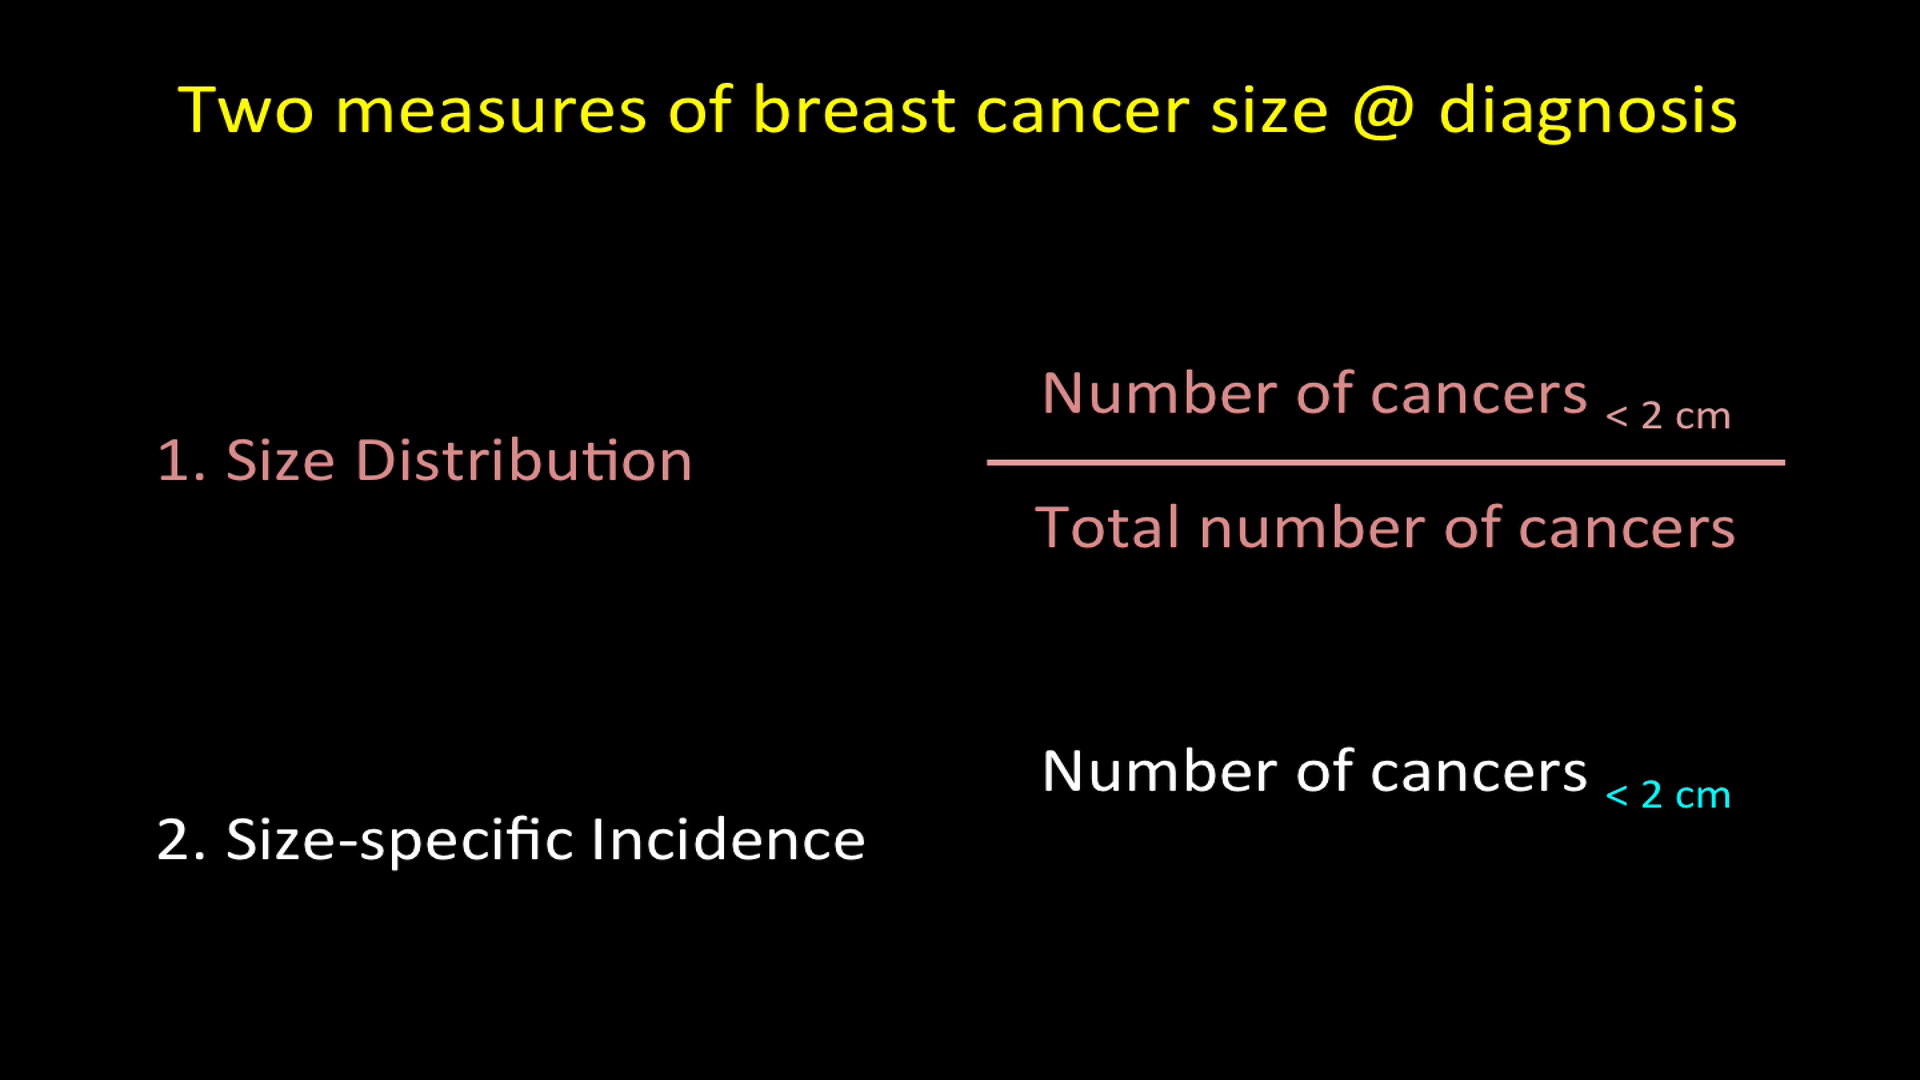 Two measures of breast cancer size @ diagnosis
1. Size Distribution
Number of cancers < 2 cm
Total number of cancers
2. Size-specific Incidence
Number of cancers < 2 cm